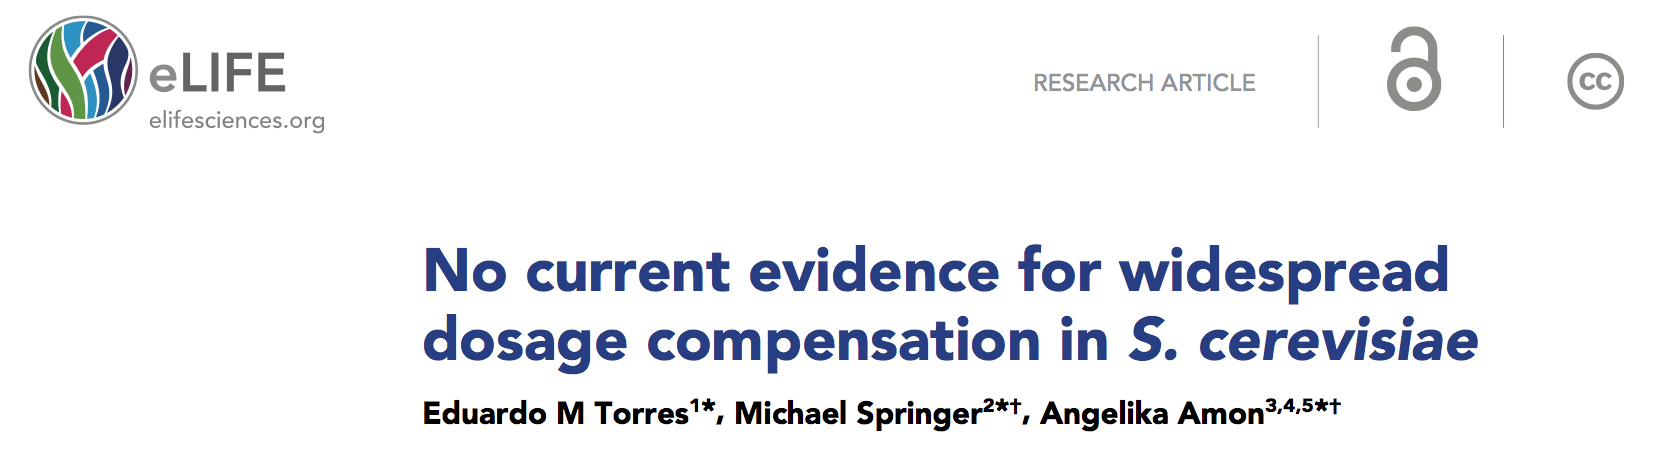 eLIFE
elifesciences.org
RESEARCH ARTICLE
cc
No current evidence for widespread
dosage compensation in S. cerevisiae
Eduardo M Torres1*, Michael Springer2*†, Angelika Amon3,4,5*†